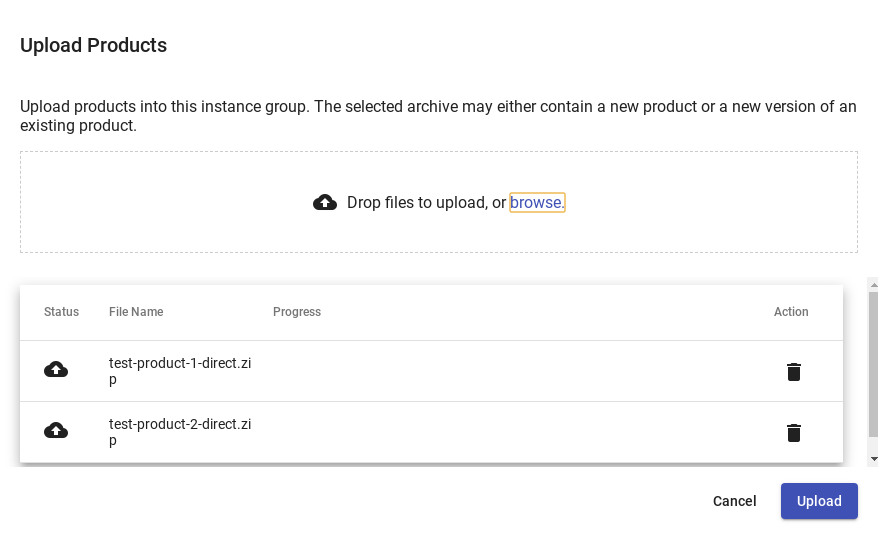 Upload Products
Upload products into this instance group. The selected archive may either contain a new product or a new version of an
existing product.
Drop files to upload, or browse.
Status File Name Progress Action
test-product-1-direct.zi
p
test-product-2-direct.zi
p
Cancel Upload